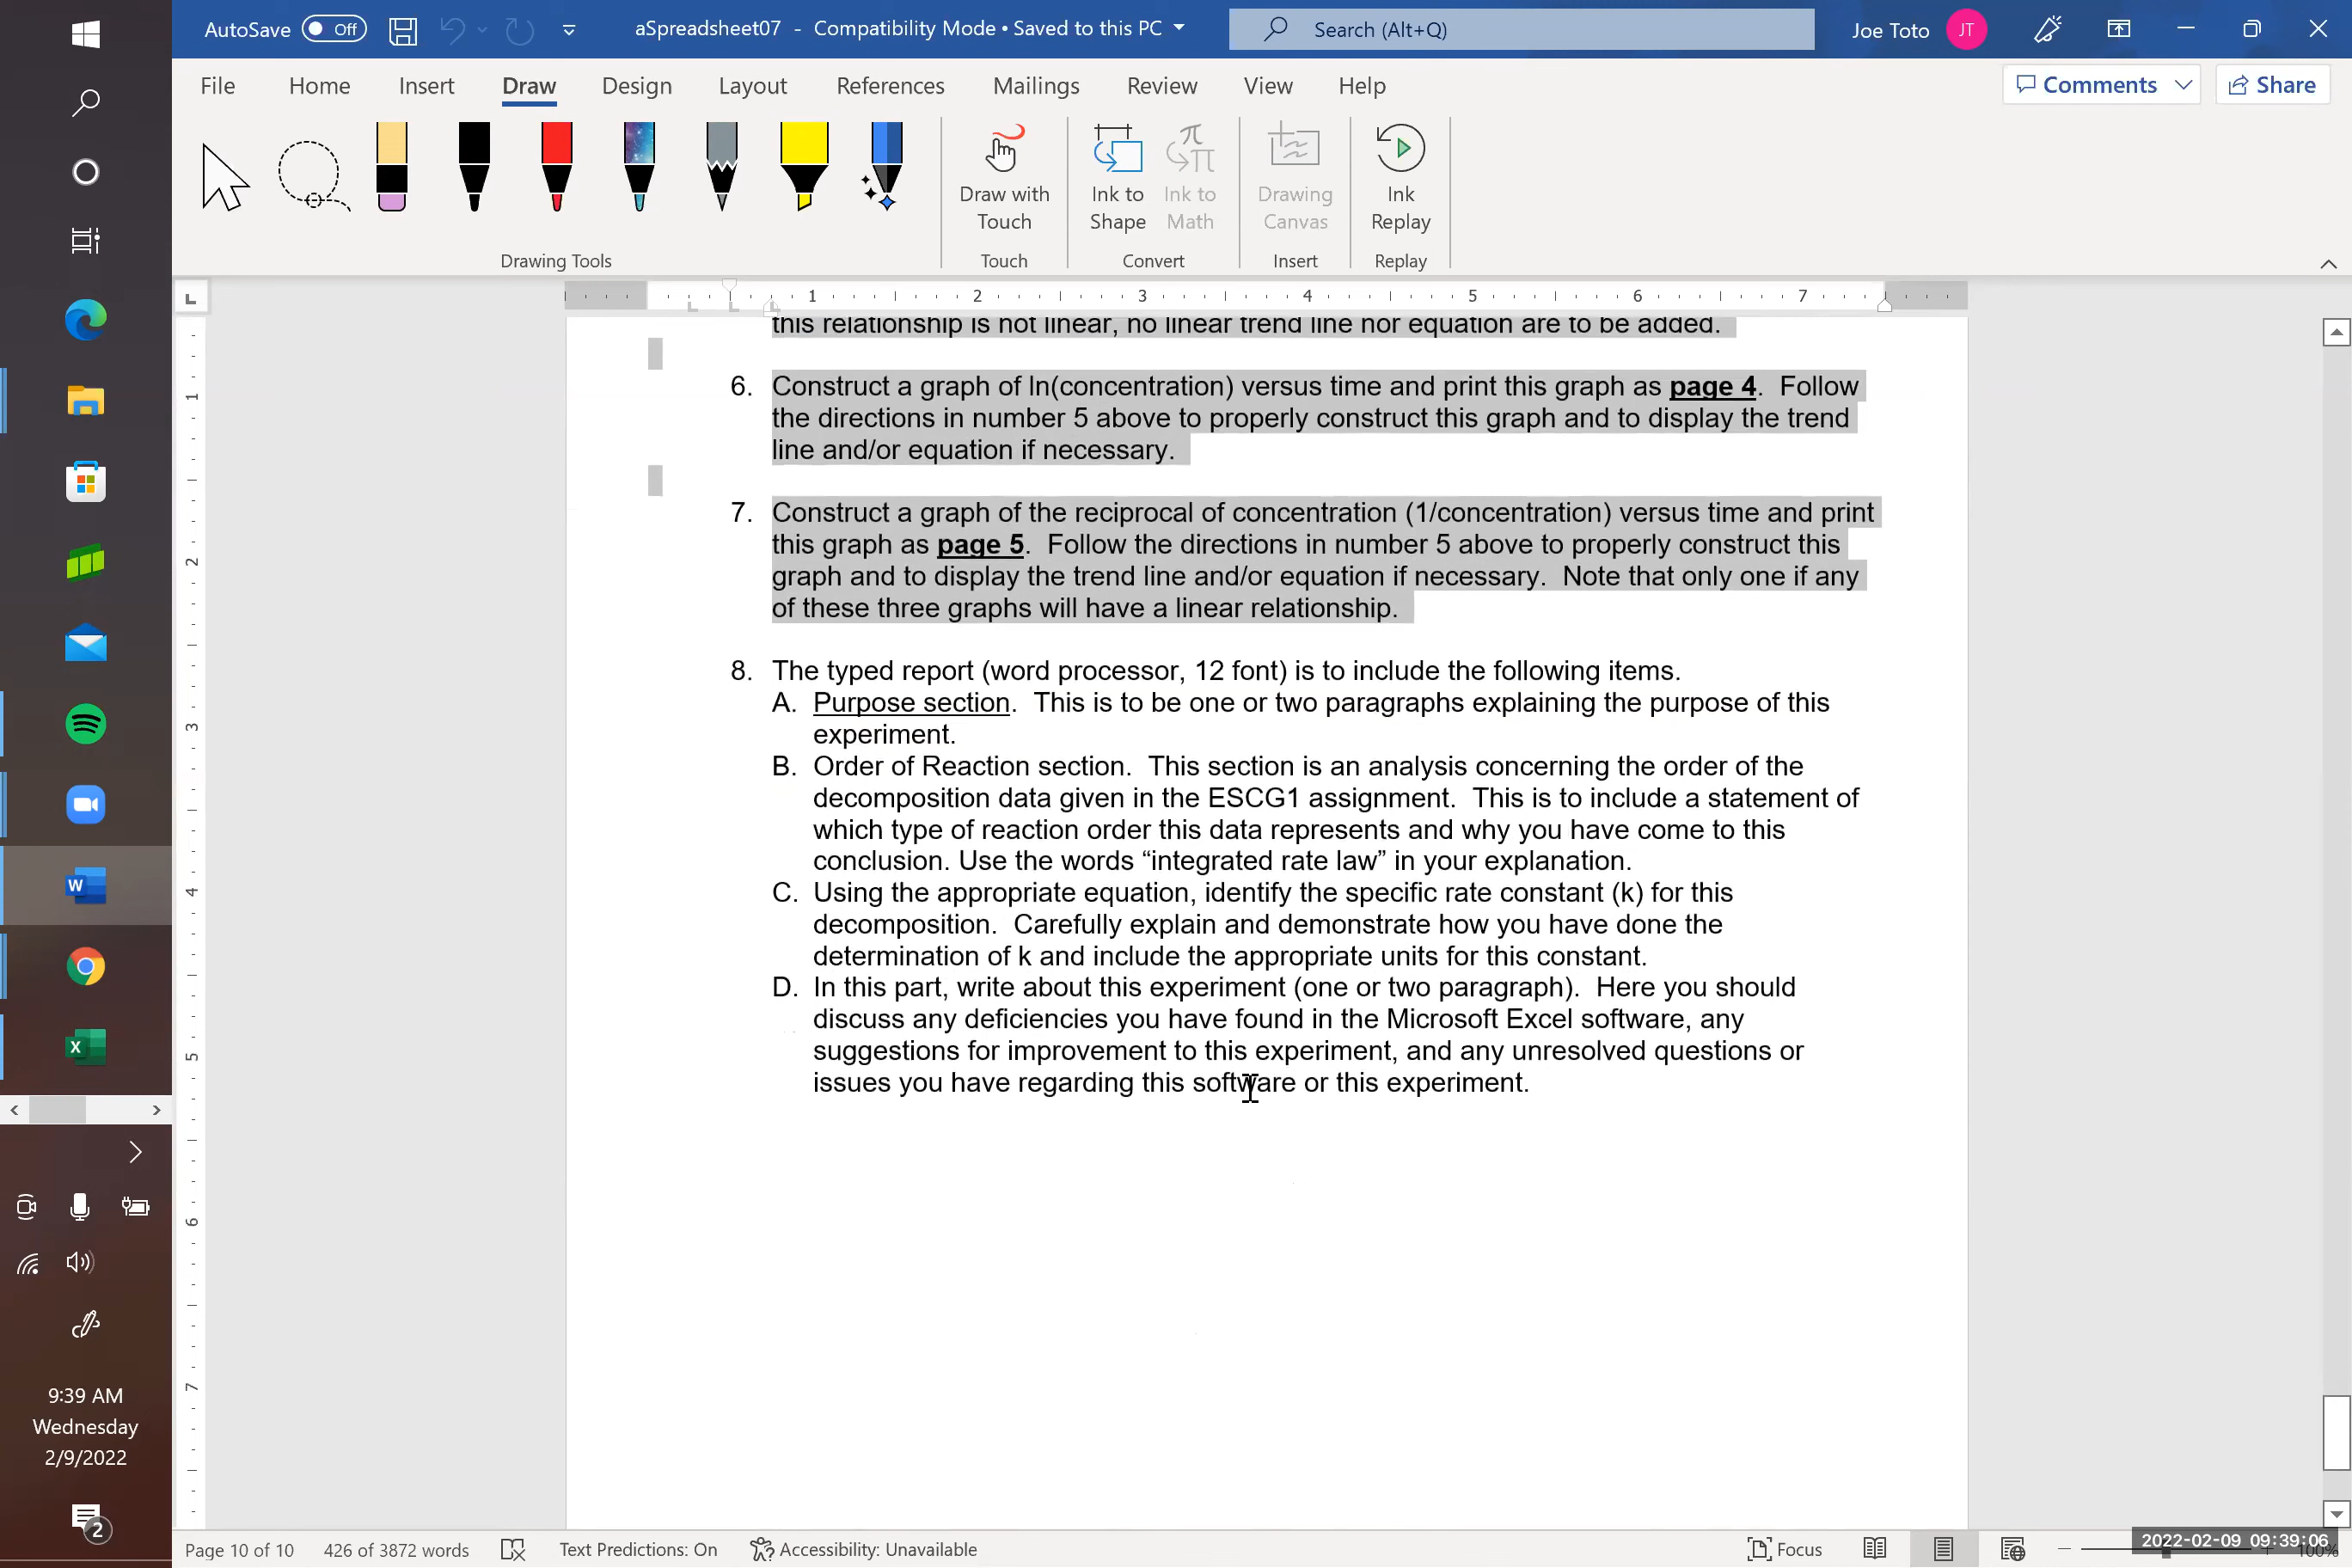 AutoSave Off aSpreadsheet07 - Compatibility Mode • Saved to this PC Search (Alt+Q) Joe Toto JT
File Home Insert Draw Design Layout References Mailings Review View Help Comments Share
Draw with Touch
Ink to Shape
Ink to Math
Drawing Canvas
Ink Replay
Drawing Tools Touch Convert Insert Replay
L 1 2 3 4 5 6 7
this relationship is not linear, no linear trend line nor equation are to be added.
6. Construct a graph of ln(concentration) versus time and print this graph as page 4. Follow
the directions in number 5 above to properly construct this graph and to display the trend
line and/or equation if necessary.
7. Construct a graph of the reciprocal of concentration (1/concentration) versus time and print
this graph as page 5. Follow the directions in number 5 above to properly construct this
graph and to display the trend line and/or equation if necessary. Note that only one if any
of these three graphs will have a linear relationship.
8. The typed report (word processor, 12 font) is to include the following items.
A. Purpose section. This is to be one or two paragraphs explaining the purpose of this
experiment.
B. Order of Reaction section. This section is an analysis concerning the order of the
decomposition data given in the ESCG1 assignment. This is to include a statement of
which type of reaction order this data represents and why you have come to this
conclusion. Use the words “integrated rate law” in your explanation.
C. Using the appropriate equation, identify the specific rate constant (k) for this
decomposition. Carefully explain and demonstrate how you have done the
determination of k and include the appropriate units for this constant.
D. In this part, write about this experiment (one or two paragraph). Here you should
discuss any deficiencies you have found in the Microsoft Excel software, any
suggestions for improvement to this experiment, and any unresolved questions or
issues you have regarding this software or this experiment.
1
2
3
4
5
6
7
W
X
9:39 AM
Wednesday
2/9/2022
2
Page 10 of 10 426 of 3872 words Text Predictions: On Accessibility: Unavailable Focus 100%
2022-02-09 09:39:06